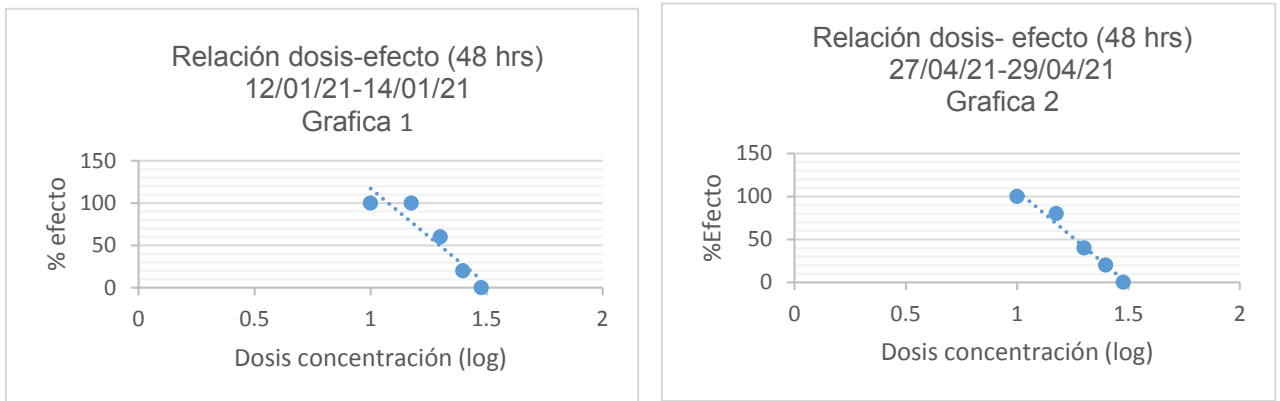 Relación dosis-efecto (48 hrs)
12/01/21-14/01/21
Grafica 1
150
100
50
0
% efecto
0
0.5
1
1.5
2
Dosis concentración (log)
Relación dosis- efecto (48 hrs)
27/04/21-29/04/21
Grafica 2
150
100
50
0
%Efecto
0
0.5
1
1.5
2
Dosis concentración (log)